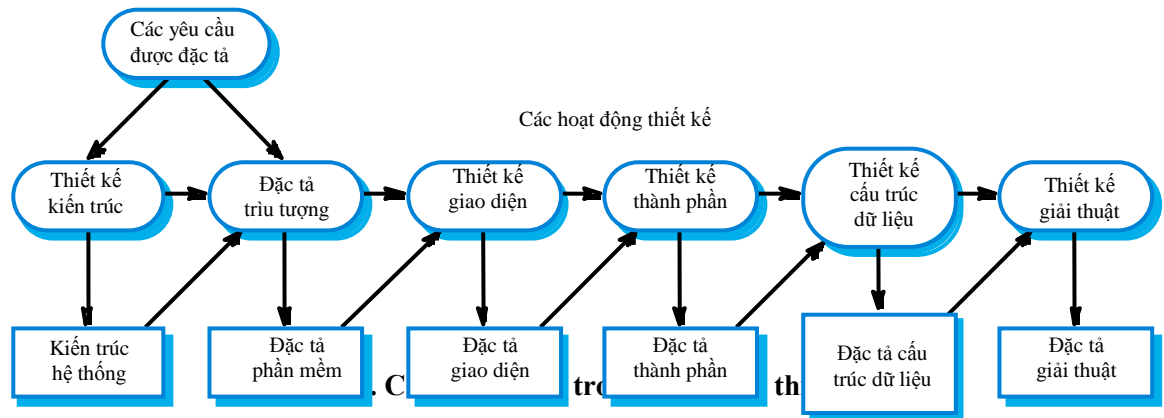 Các yêu cầu
được đặc tả
Các hoạt động thiết kế
Thiết kế
kiến trúc
Đặc tả
trìu tượng
Thiết kế
giao diện
Thiết kế
thành phần
Thiết kế
cấu trúc
dữ liệu
Thiết kế
giải thuật
Kiến trúc
hệ thống
Đặc tả
phần mềm
Đặc tả
giao diện
Đặc tả
thành phần
Đặc tả cấu
trúc dữ liệu
Đặc tả
giải thuật